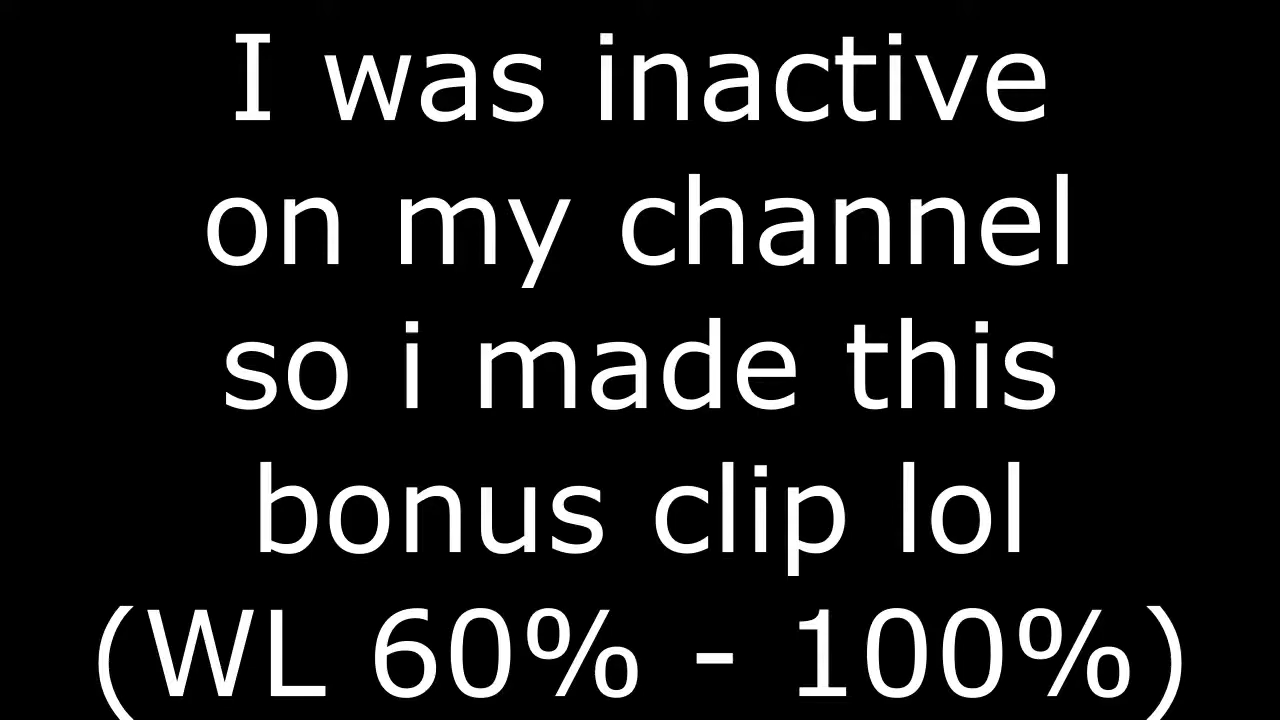 I was inactive
on my channel
so i made this
bonus clip lol
(WL 60% - 100%)